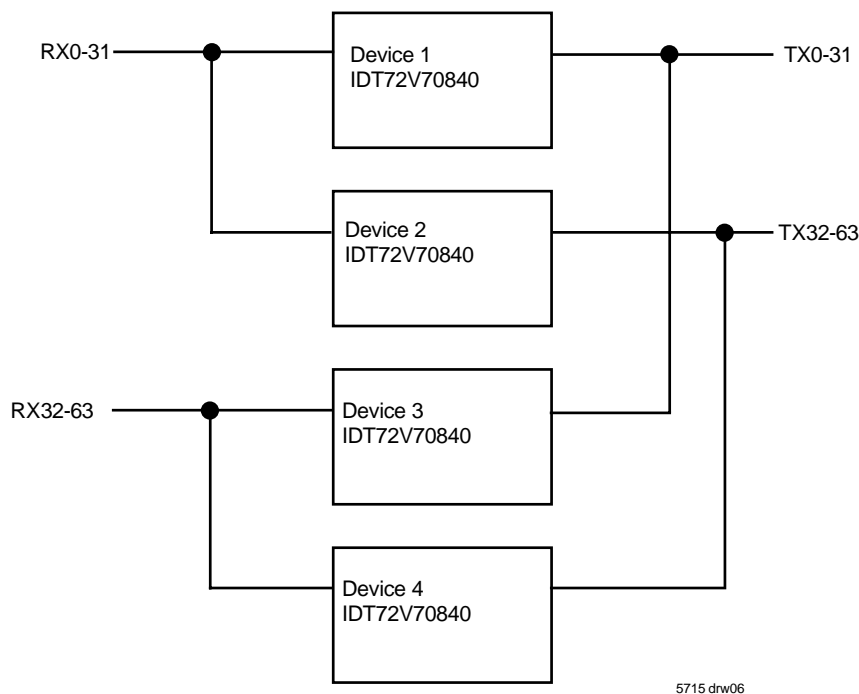 RX0-31
Device 1
IDT72V70840
TX0-31
Device 2
IDT72V70840
TX32-63
RX32-63
Device 3
IDT72V70840
Device 4
IDT72V70840
5715 drw06